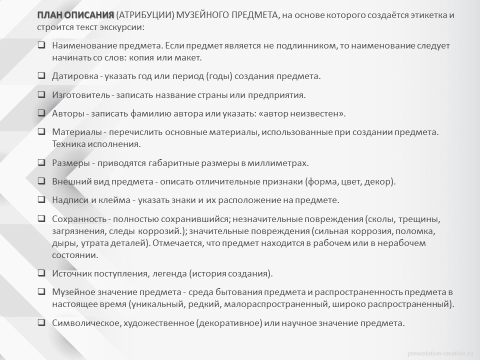 ПЛАН ОПИСАНИЯ (АТРИБУЦИИ) МУЗЕЙНОГО ПРЕДМЕТА, на основе которого создаётся этикетка и
строится текст экскурсии:
Наименование предмета. Если предмет является не подлинником, то наименование следует
начинать со слов: копия или макет.
Датировка - указать год или период (годы) создания предмета.
Изготовитель - записать название страны или предприятия.
Авторы - записать фамилию автора или указать: «автор неизвестен».
Материалы - перечислить основные материалы, использованные при создании предмета.
Техника исполнения.
Размеры - приводятся габаритные размеры в миллиметрах.
Внешний вид предмета - описать отличительные признаки (форма, цвет, декор).
Надписи и клейма - указать знаки и их расположение на предмете.
Сохранность - полностью сохранившийся; незначительные повреждения (сколы, трещины,
загрязнения, следы коррозий.); значительные повреждения (сильная коррозия, поломка,
дыры, утрата деталей). Отмечается, что предмет находится в рабочем или в нерабочем
состоянии.
Источник поступления, легенда (история создания).
Музейное значение предмета - среда бытования предмета и распространенность предмета в
настоящее время (уникальный, редкий, малораспространенный, широко распространенный).
Символическое, художественное (декоративное) или научное значение предмета.